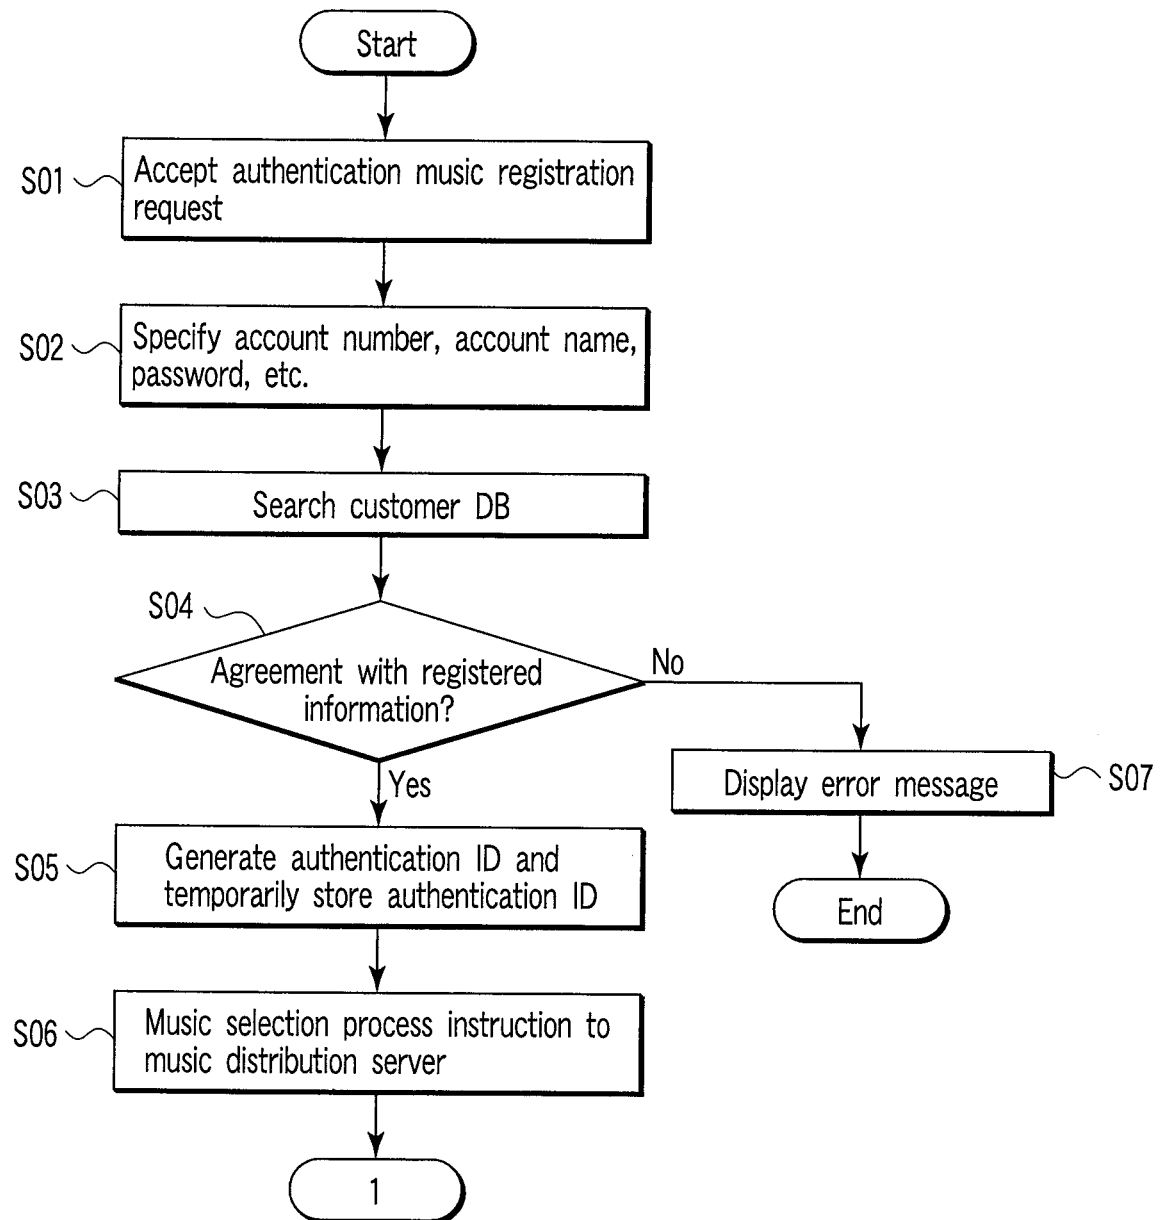 Start
S01
Accept authentication music registration
request
S02
Specify account number, account name,
password, etc.
S03
Search customer DB
S04
Agreement with registered
information?
No
Yes
Display error message
S07
S05
Generate authentication ID and
temporarily store authentication ID
End
S06
Music selection process instruction to
music distribution server
1